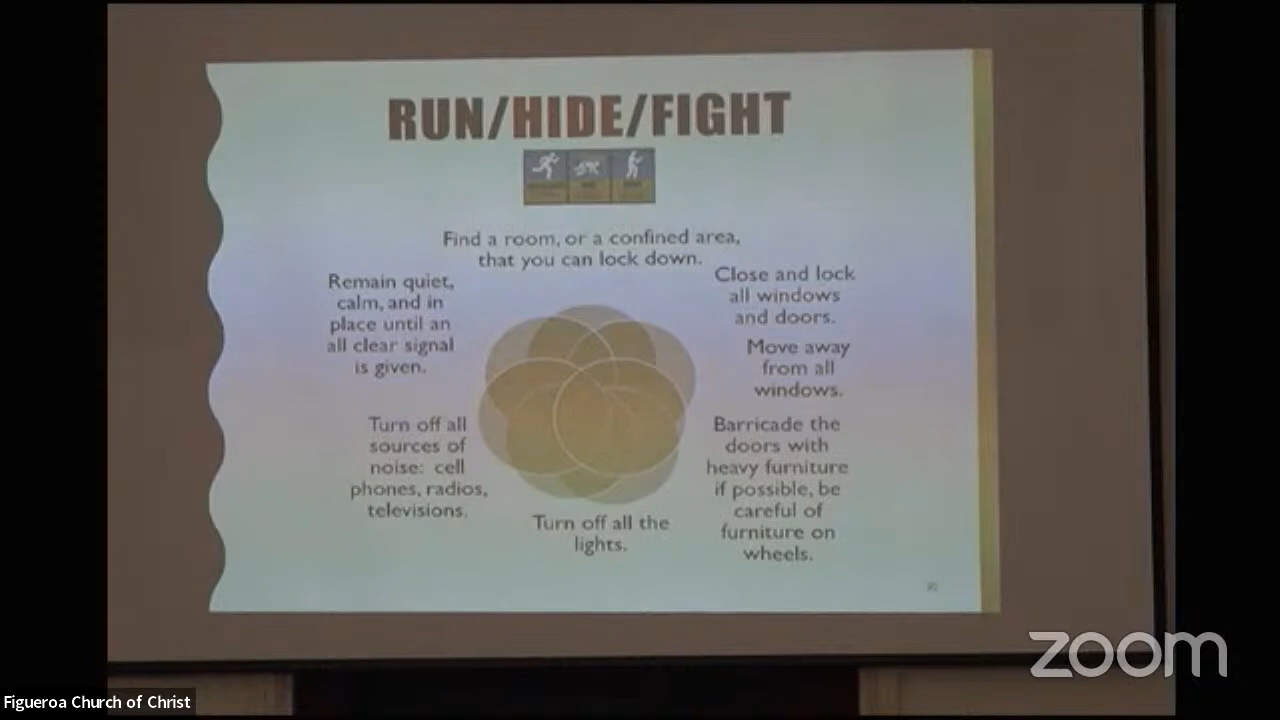 RUN/HIDE/FIGHT
Find a room, or a confined area,
that you can lock down.
Close and lock
all windows
and doors.
Move away
from all
windows.
Barricade the
doors with
heavy furniture
if possible, be
careful of
furniture on
wheels.
Turn off all the
lights.
Turn off all
sources of
noise: cell
phones, radios,
televisions.
Remain quiet,
calm, and in
place until an
all clear signal
is given.
zoom
Figueroa Church of Christ